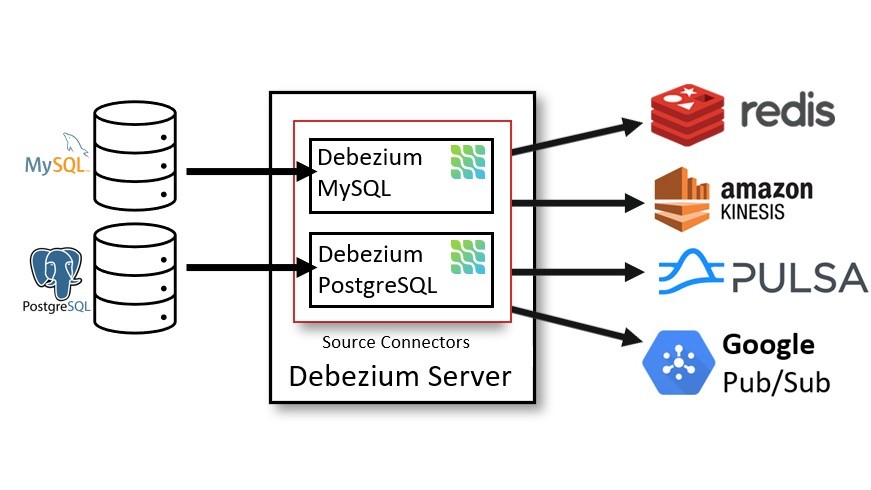 MySQL
PostgreSQL
Debezium
MySQL
Debezium
PostgreSQL
Source Connectors
Debezium Server
redis
amazon
KINESIS
PULSA
Google
Pub/Sub